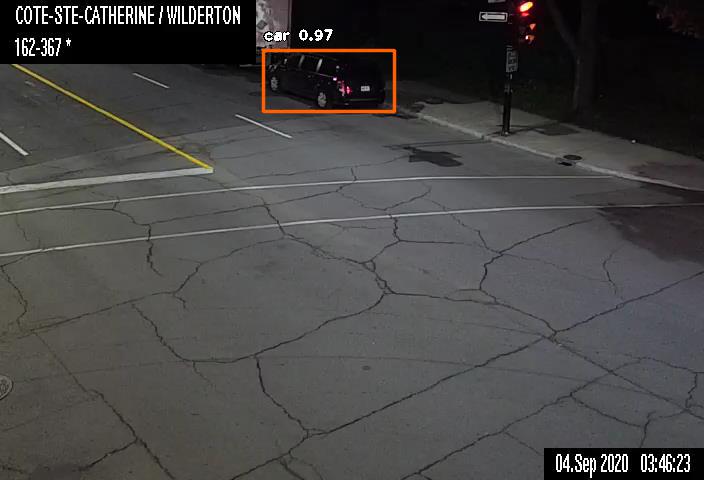 COTE-STE-CATHERINE / WILDERTON
162-367 *
car 0.97
04.Sep 2020 03:46:23